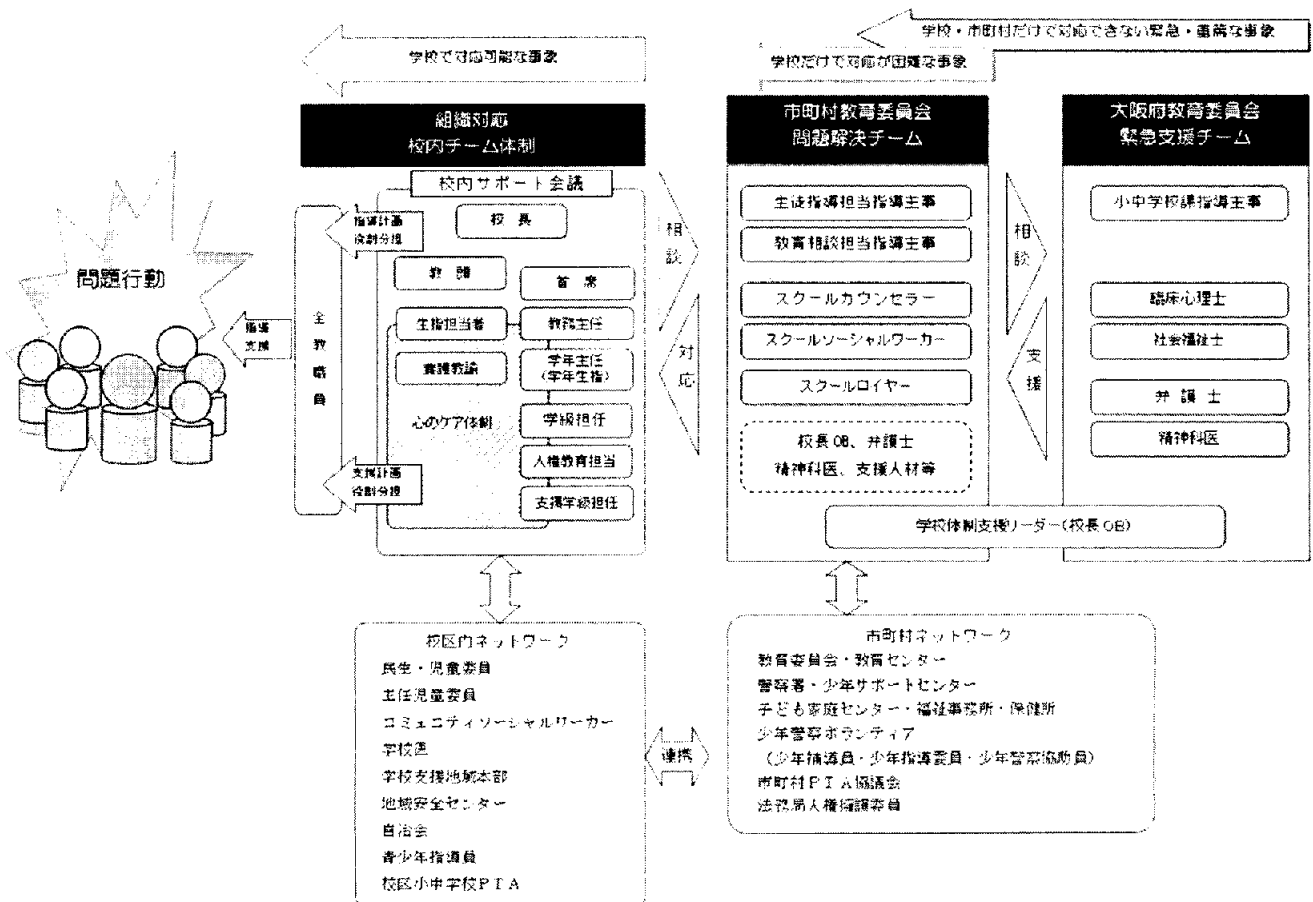 学校・市町村だけで対応できない緊急・重篤な事象
学校で対応可能な事象
学校だけで対応が困難な事象
組織対応
校内チーム体制
市町村教育委員会
問題解決チーム
大阪府教育委員会
緊急支援チーム
校内サポート会議
校長
指導計画
役割分担
教頭
首席
生指担当者
教務主任
養護教諭
学年主任
(学年生指)
心のケア体制
学級担任
人権教育担当
支援学級担任
支援計画
役割分担
全教職員
指導
支援
問題行動
相談
対応
生徒指導担当指導主事
教育相談担当指導主事
スクールカウンセラー
スクールソーシャルワーカー
スクールロイヤー
校長OB、弁護士
精神科医、支援人材等
相談
支援
小中学校課指導主事
臨床心理士
社会福祉士
弁護士
精神科医
学校体制支援リーダー(校長OB)
校区内ネットワーク
民生・児童委員
主任児童委員
コミュニティソーシャルワーカー
学校医
学校支援地域本部
地域安全センター
自治会
青少年指導員
校区小中学校PTA
連携
市町村ネットワーク
教育委員会・教育センター
警察署・少年サポートセンター
子ども家庭センター・福祉事務所・保健所
少年警察ボランティア
(少年補導員・少年指導委員・少年警察協助員)
市町村PTA協議会
法務局人権擁護委員